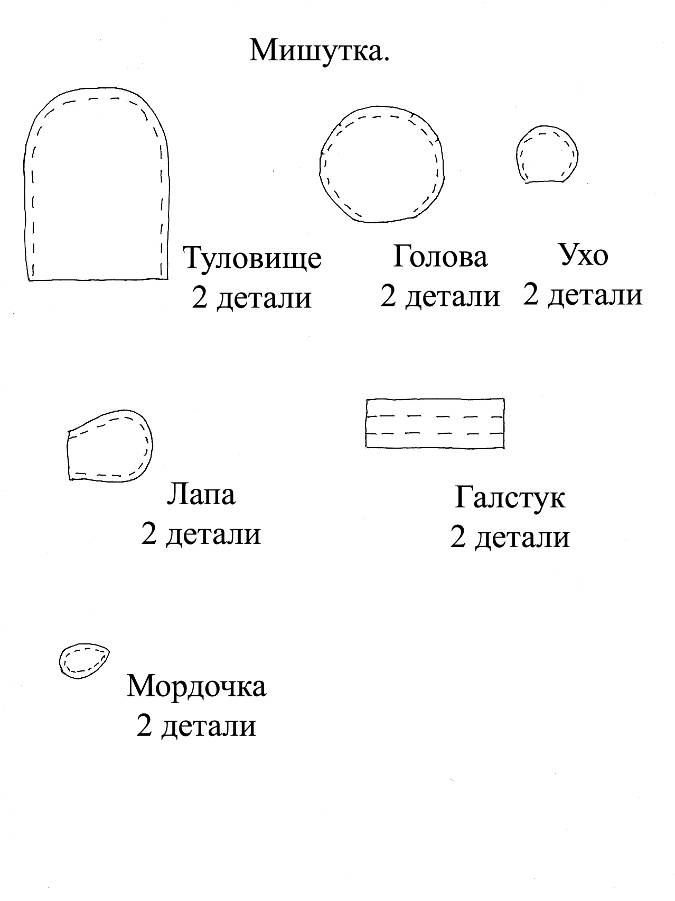 Мишутка.
Туловище
2 детали
Голова
2 детали
Ухо
2 детали
Лапа
2 детали
Галстук
2 детали
Мордочка
2 детали